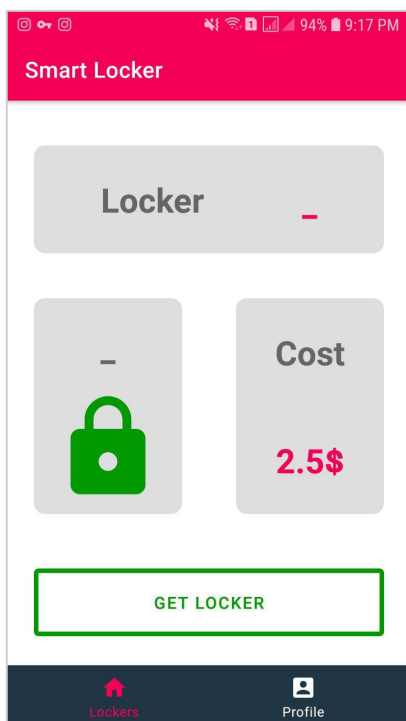 94% 9:17 PM
Smart Locker
Locker –
–
Cost
2.5$
GET LOCKER
Lockers
Profile